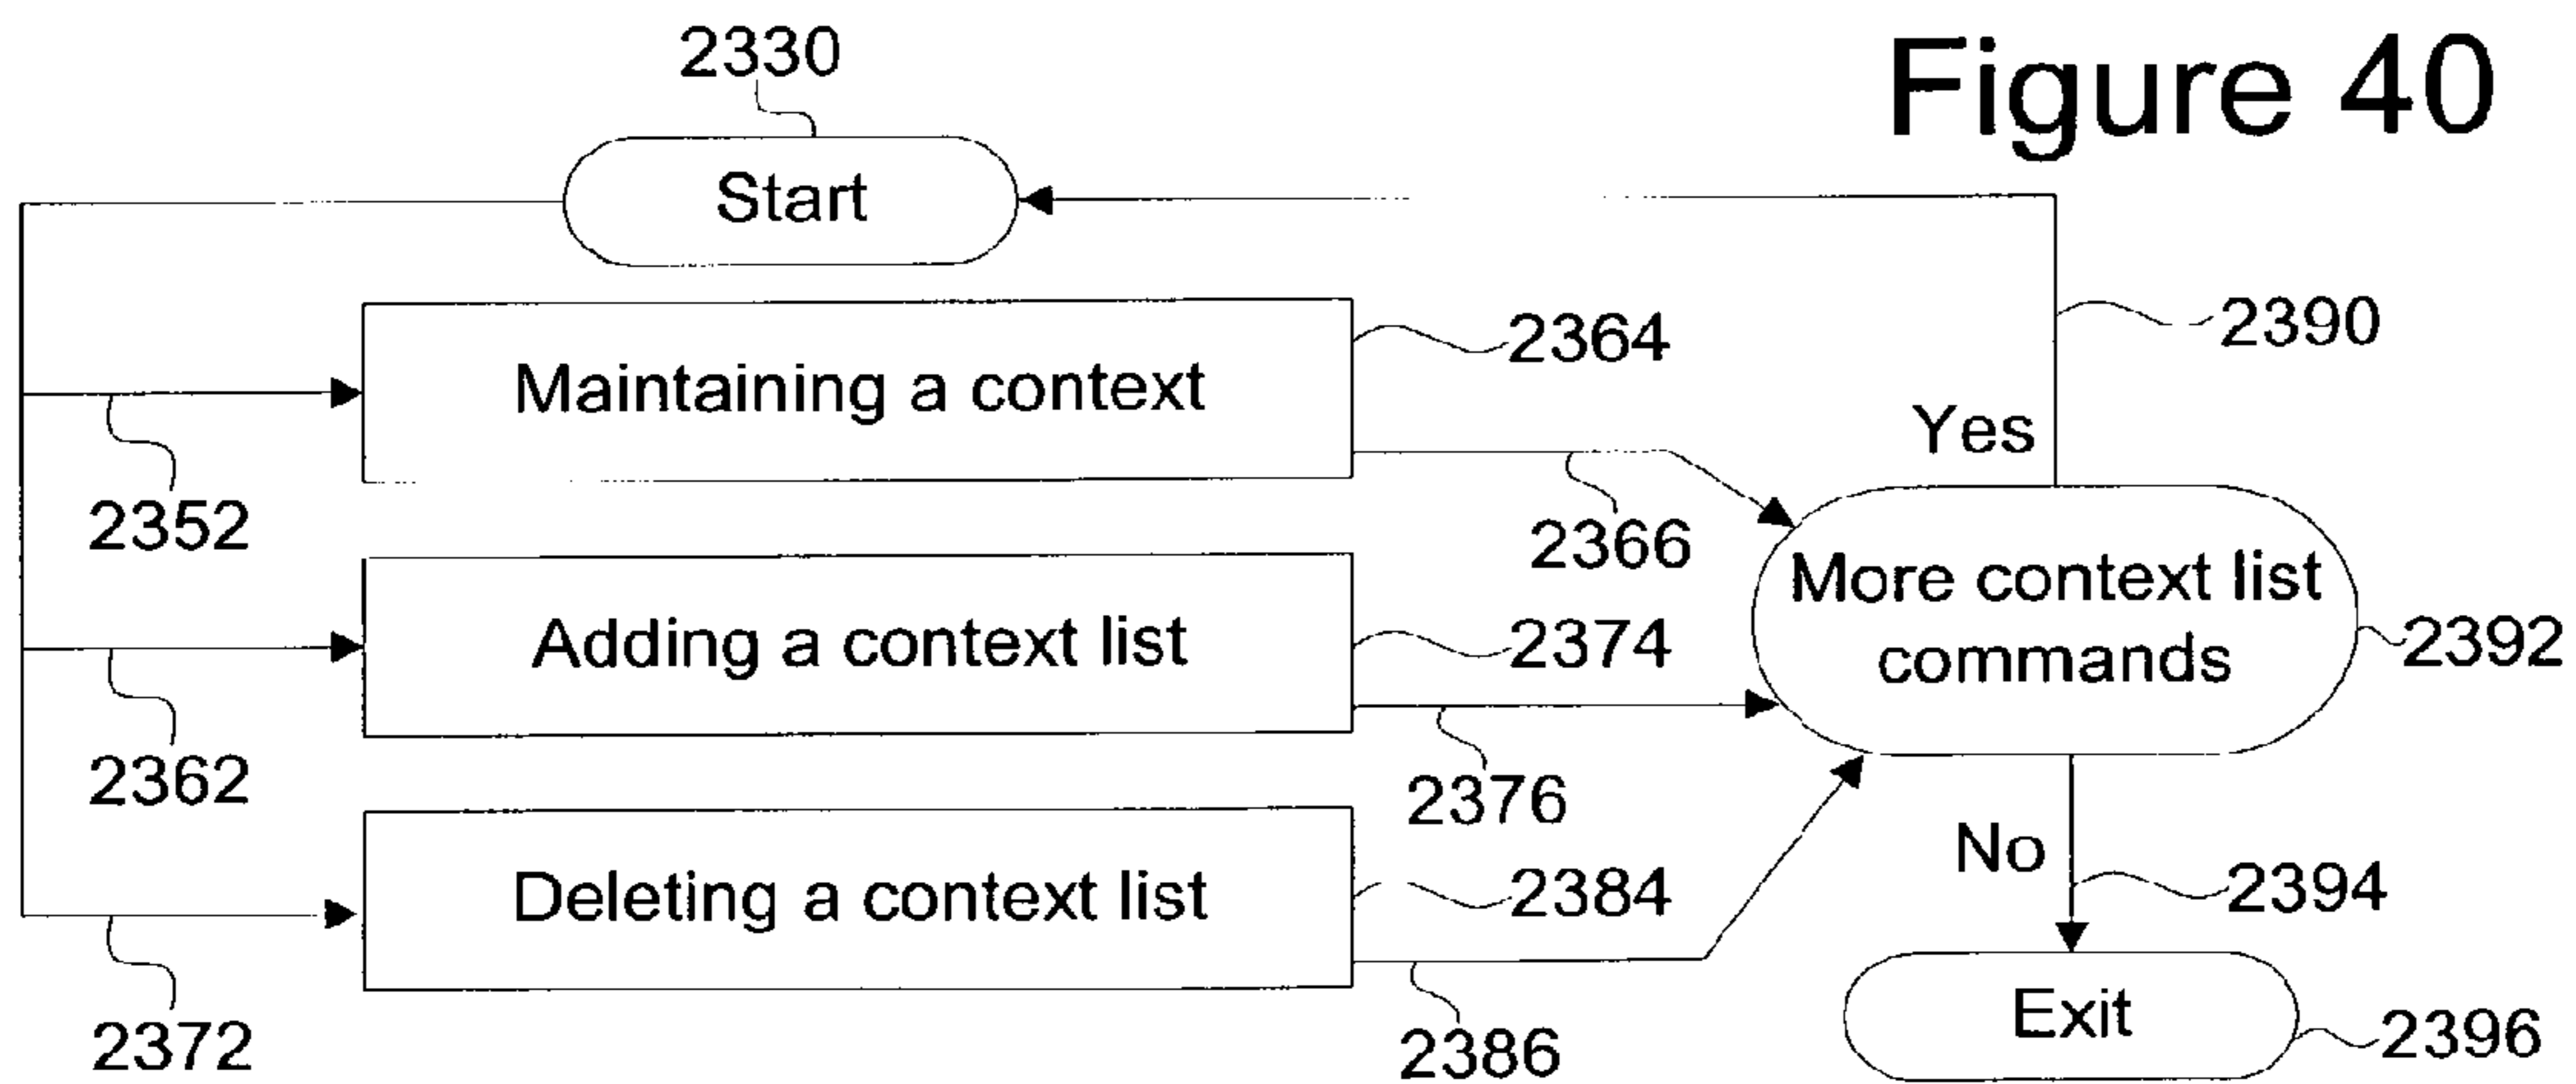 2330
Figure 40
Start
Maintaining a context
2364
2390
Yes
2352
2366
More context list
commands
Adding a context list
2374
2392
2362
2376
No
Deleting a context list
2384
2394
2372
2386
Exit
2396